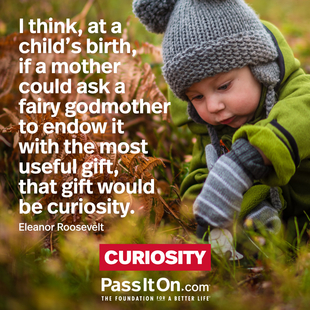 I think, at a
child's birth,
if a mother
could ask a
fairy godmother
to endow it
with the most
useful gift,
that gift would
be curiosity.
Eleanor Roosevelt
CURIOSITY
PassItOn.com
THE FOUNDATION FOR A BETTER LIFE